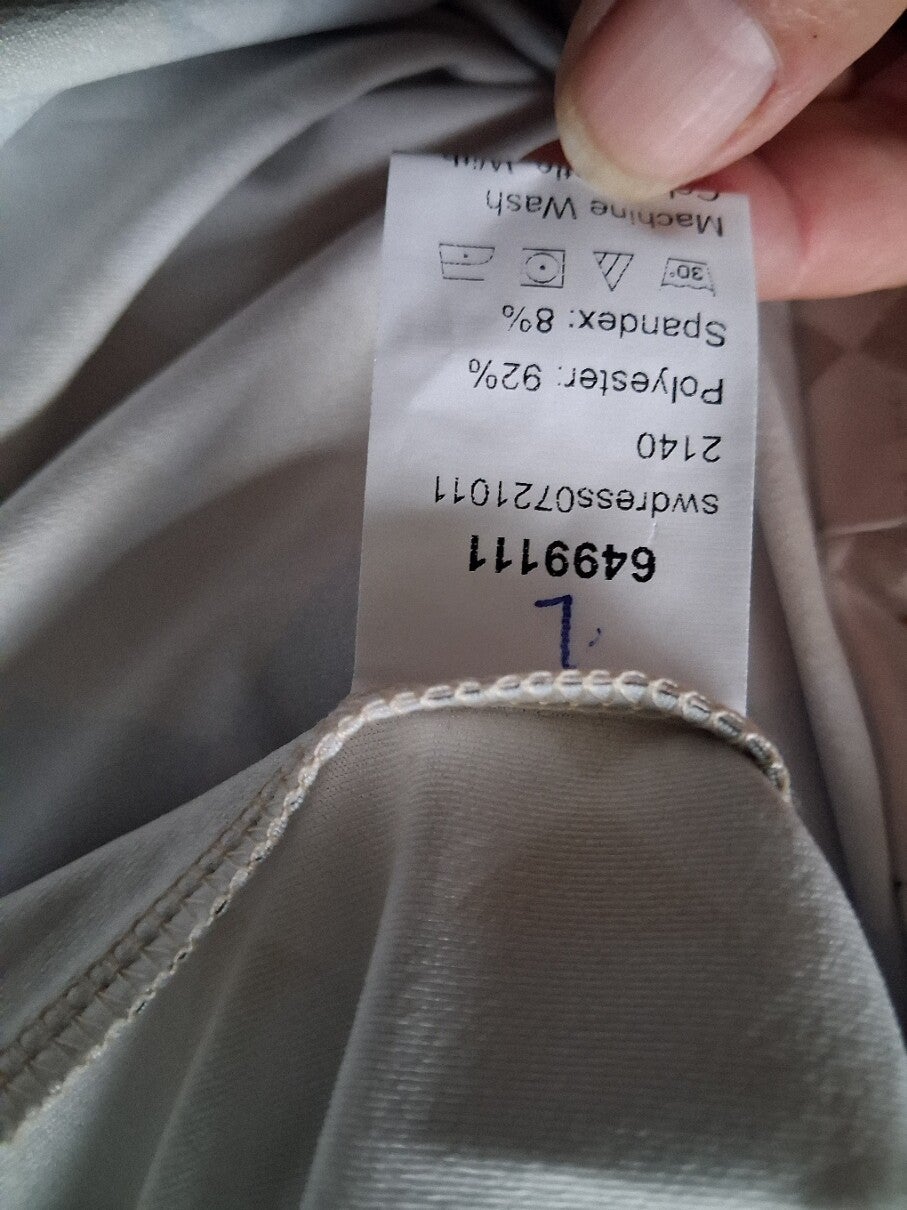 L
6499111
swdress0721011
2140
Polyester: 92%
Spandex: 8%
30°
Machine Wash